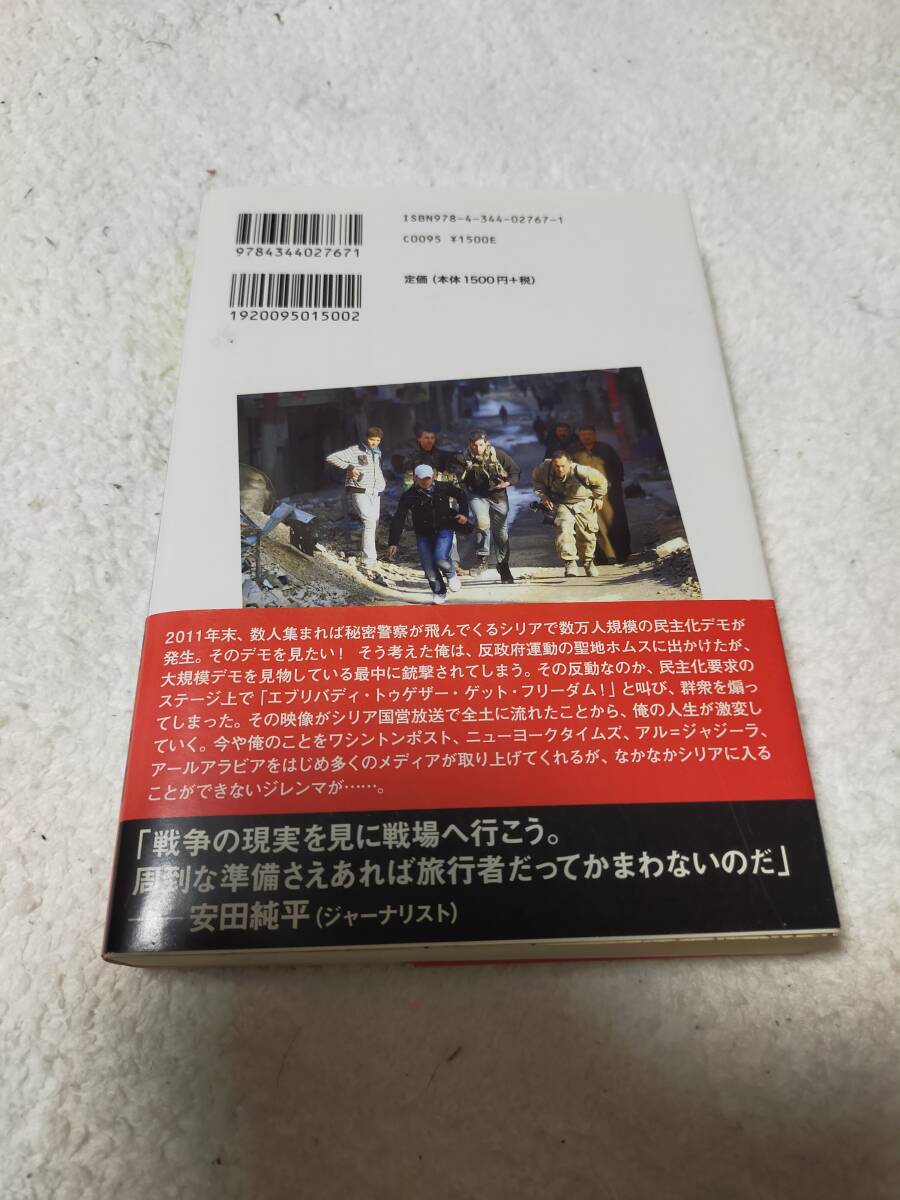 ISBN978-4-344-02767-1
C0095 ¥1500E
9784344027671
定価(本体1500円+税)
1920095015002
2011年末、数人集まれば秘密警察が飛んでくるシリアで数万人規模の民主化デモが
発生。そのデモを見たい! そう考えた俺は、反政府運動の聖地ホムスに出かけたが、
大規模デモを見物している最中に銃撃されてしまう。その反動なのか、民主化要求の
ステージ上で「エブリバディ・トゥゲザー・ゲット・フリーダム!」と叫び、群衆を煽っ
てしまった。その映像がシリア国営放送で全土に流れたことから、俺の人生が激変し
ていく。今や俺のことをワシントンポスト、ニューヨークタイムズ、アル=ジャジーラ、
アールアラビアをはじめ多くのメディアが取り上げてくれるが、なかなかシリアに入る
ことができないジレンマが……。
「戦争の現実を見に戦場へ行こう。
周到な準備さえあれば旅行者だってかまわないのだ」
――安田純平(ジャーナリスト)